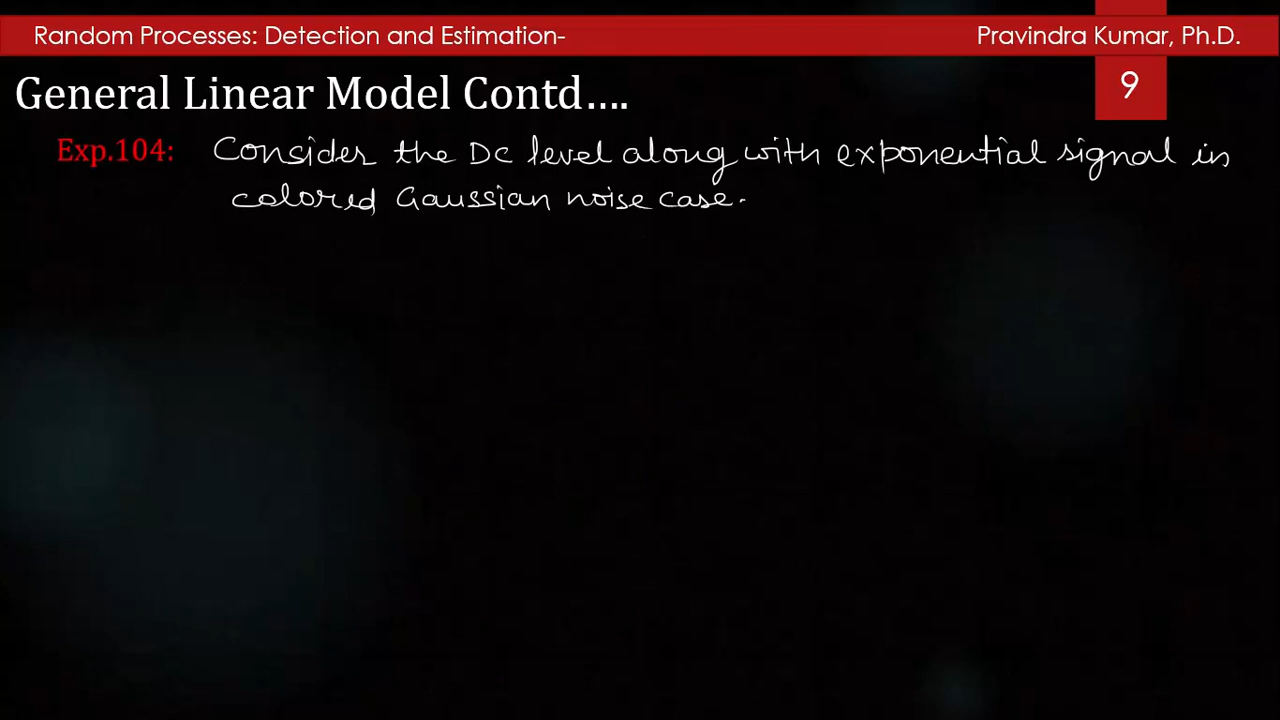 Random Processes: Detection and Estimation-
Pravindra Kumar, Ph.D.
General Linear Model Contd….
9
Exp.104: Consider the DC level along with exponential signal in
colored Gaussian noise case.